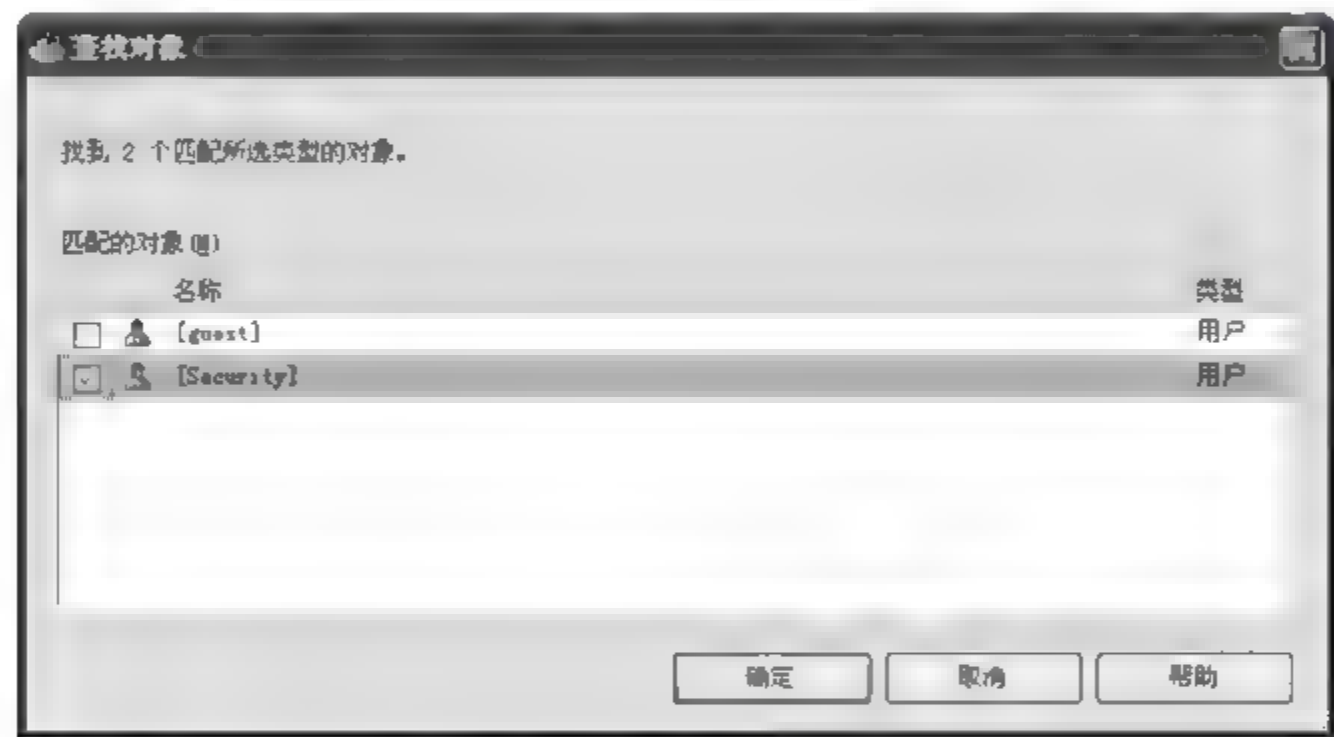 查找对象
找到 2 个匹配所选类型的对象。
匹配的对象(M)
名称 类型
[guest] 用户
[Security] 用户
确定 取消 帮助